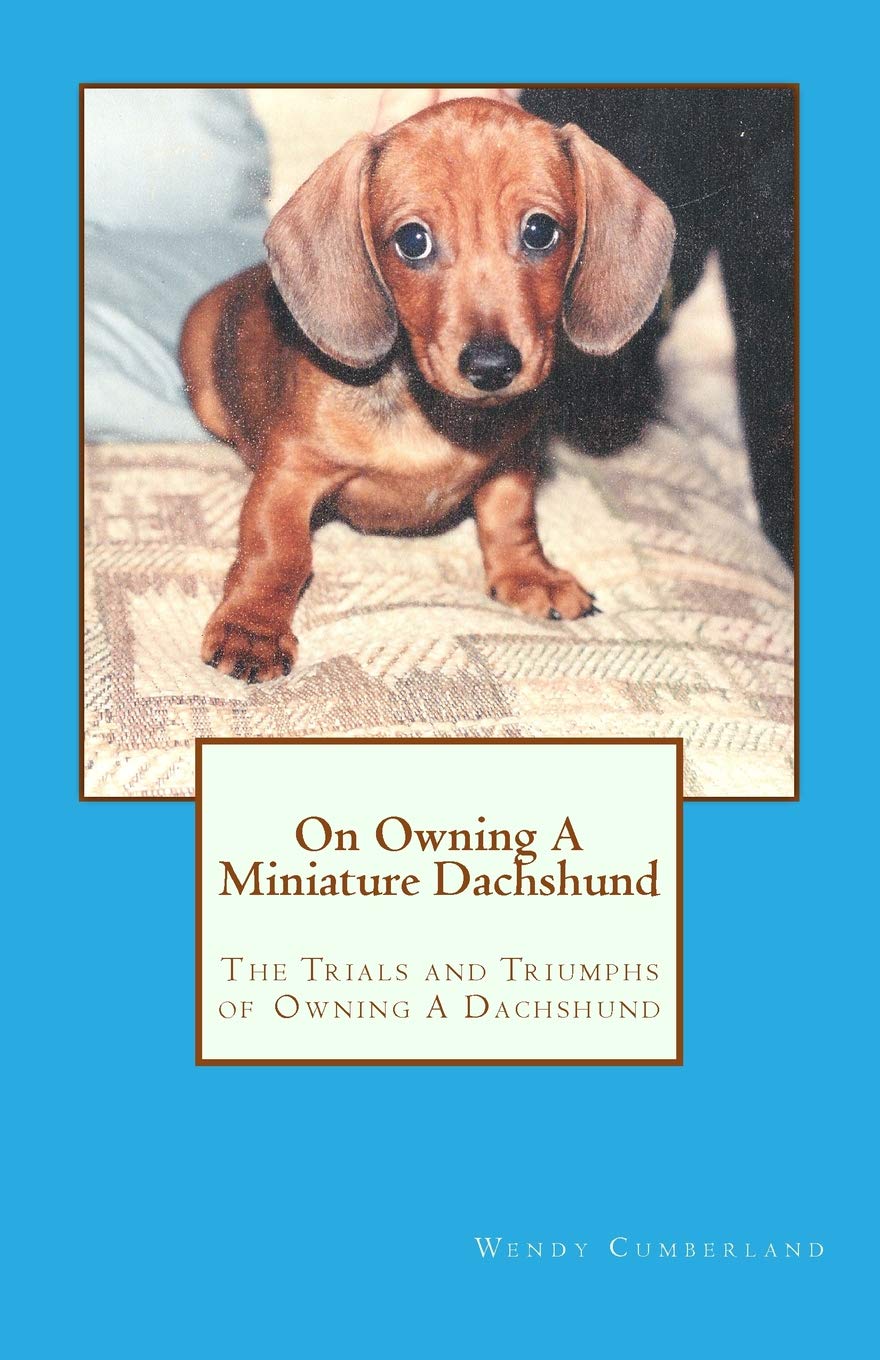 On Owning A
Miniature Dachshund
The Trials and Triumphs
of Owning A Dachshund
Wendy Cumberland